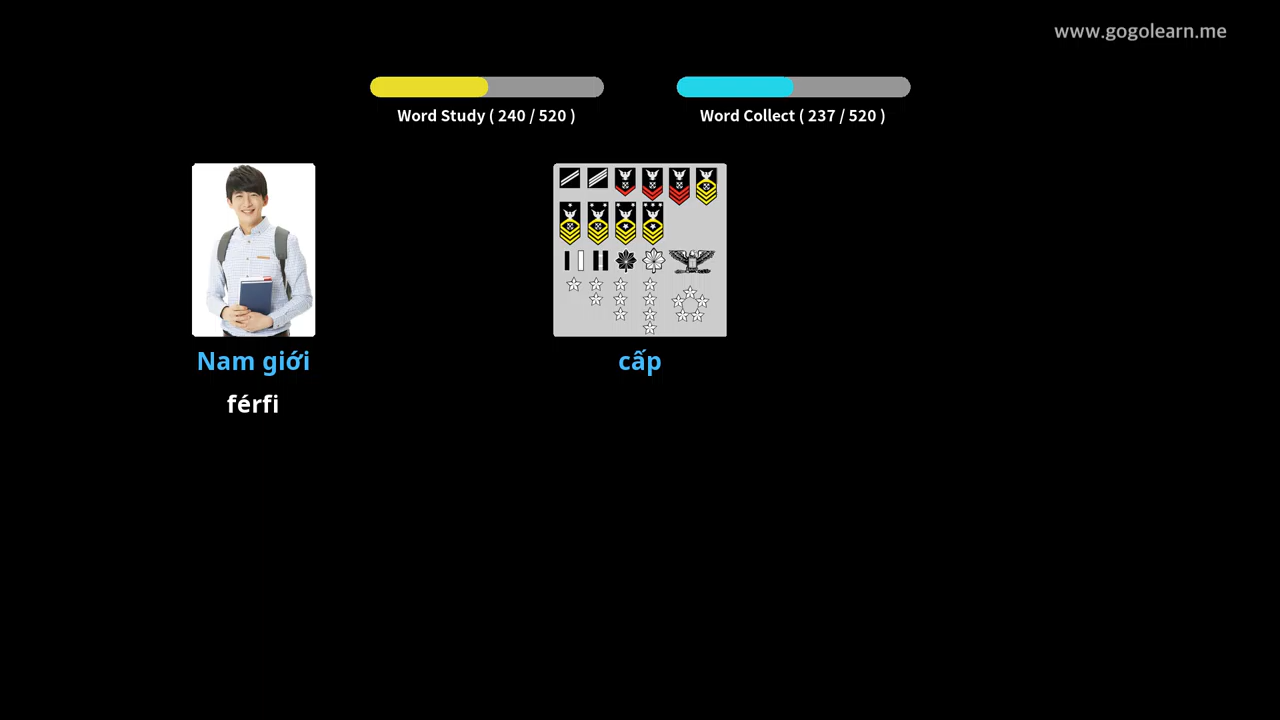 www.gogolearn.me
Word Study ( 240 / 520 )
Word Collect ( 237 / 520 )
Nam giới
cấp
férfi